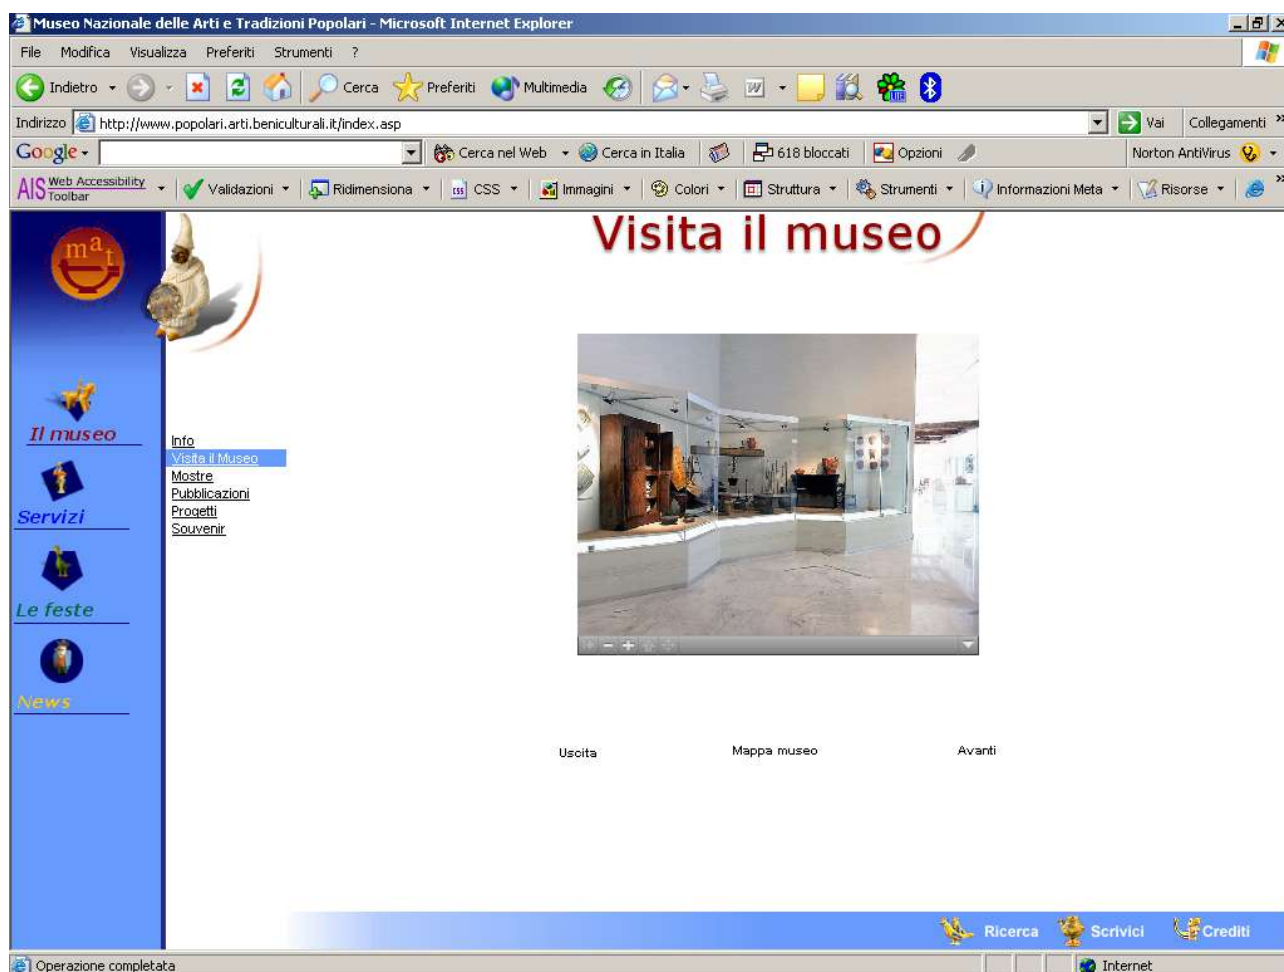 Museo Nazionale delle Arti e Tradizioni Popolari - Microsoft Internet Explorer
File Modifica Visualizza Preferiti Strumenti ?
Indietro Cerca Preferiti Multimedia
Indirizzo http://www.popolari.arti.beniculturali.it/index.asp Vai Collegamenti »
Google Cerca nel Web Cerca in Italia 618 bloccati Opzioni Norton AntiVirus
AIS Web Accessibility Toolbar Validazioni Ridimensiona CSS Immagini Colori Struttura Strumenti Informazioni Meta Risorse »
mat
Visita il museo
Il museo
Servizi
Le feste
News
Info
Visita il Museo
Mostre
Pubblicazioni
Progetti
Souvenir
Uscita Mappa museo Avanti
Ricerca Scrivici Crediti
Operazione completata Internet